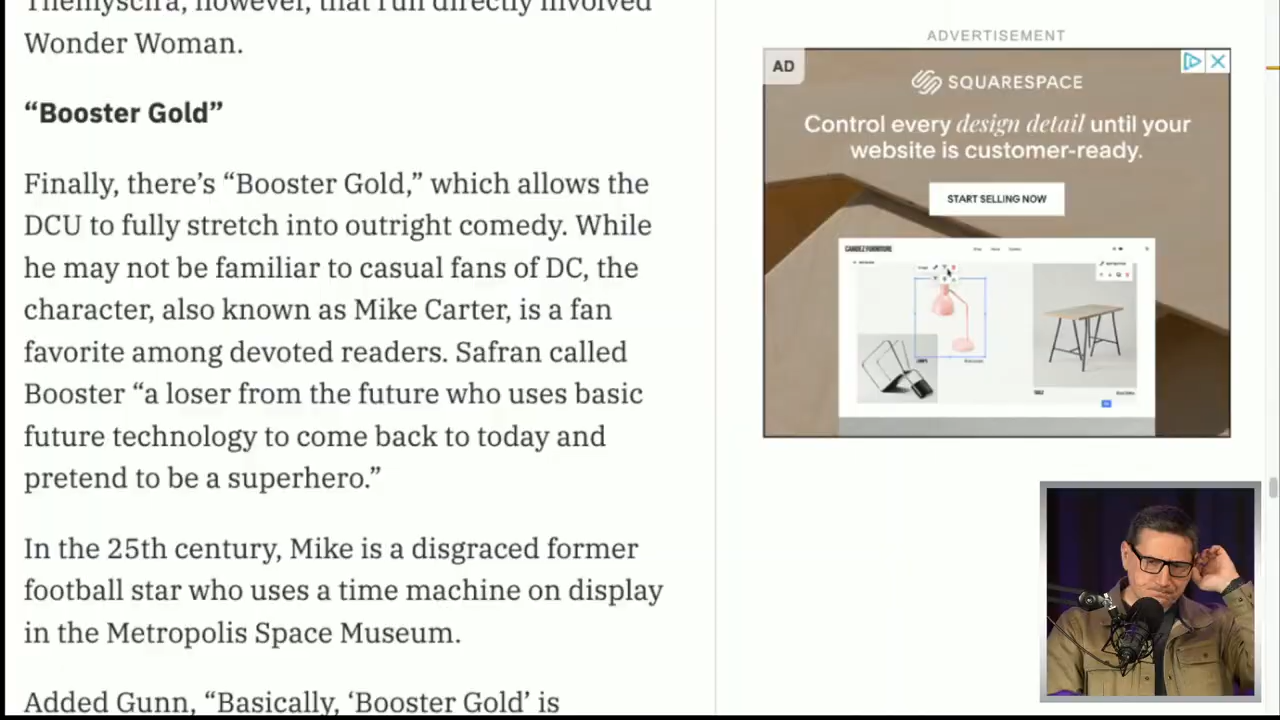 Themyscira, however, that run directly involved
Wonder Woman.
“Booster Gold”
Finally, there’s “Booster Gold,” which allows the
DCU to fully stretch into outright comedy. While
he may not be familiar to casual fans of DC, the
character, also known as Mike Carter, is a fan
favorite among devoted readers. Safran called
Booster “a loser from the future who uses basic
future technology to come back to today and
pretend to be a superhero.”
In the 25th century, Mike is a disgraced former
football star who uses a time machine on display
in the Metropolis Space Museum.
Added Gunn, “Basically, ‘Booster Gold’ is
ADVERTISEMENT
AD
SQUARESPACE
Control every design detail until your
website is customer-ready.
START SELLING NOW